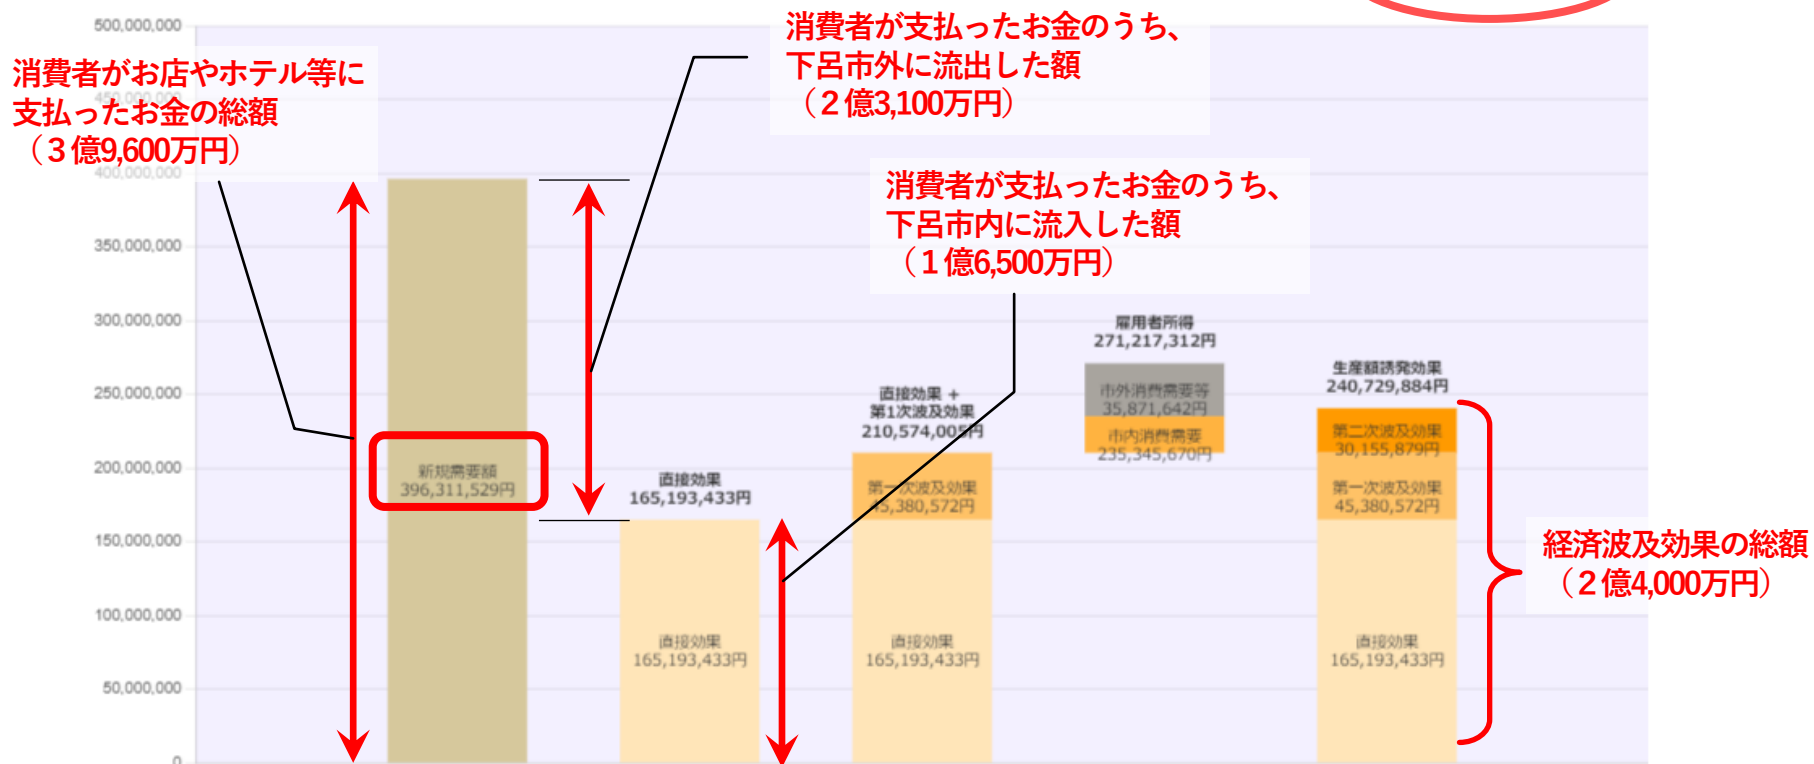 500,000,000
450,000,000
400,000,000
350,000,000
300,000,000
250,000,000
200,000,000
150,000,000
100,000,000
50,000,000
0
消費者がお店やホテル等に
支払ったお金の総額
（３億9,600万円）
消費者が支払ったお金のうち、
下呂市外に流出した額
（２億3,100万円）
消費者が支払ったお金のうち、
下呂市内に流入した額
（１億6,500万円）
新規需要額
396,311,529円
直接効果
165,193,433円
直接効果
165,193,433円
直接効果 +
第1次波及効果
210,574,005円
第一次波及効果
45,380,572円
直接効果
165,193,433円
雇用者所得
271,217,312円
市外消費需要等
35,871,642円
市内消費需要
235,345,670円
生産額誘発効果
240,729,884円
第二次波及効果
30,155,879円
第一次波及効果
45,380,572円
直接効果
165,193,433円
経済波及効果の総額
（２億4,000万円）